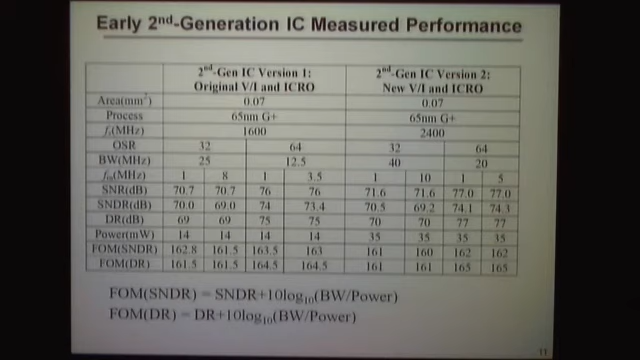 Early 2nd-Generation IC Measured Performance
2nd-Gen IC Version 1: Original V/I and ICRO 2nd-Gen IC Version 2: New V/I and ICRO
Area(mm2) 0.07 0.07
Process 65nm G+ 65nm G+
fs(MHz) 1600 2400
OSR 32 64 32 64
BW(MHz) 25 12.5 40 20
fin(MHz) 1 8 1 3.5 1 10 1 5
SNR(dB) 70.7 70.7 76 76 71.6 71.6 77.0 77.0
SNDR(dB) 70.0 69.0 74 73.4 70.5 69.2 74.1 74.3
DR(dB) 69 69 75 75 70 70 77 77
Power(mW) 14 14 14 14 35 35 35 35
FOM(SNDR) 162.8 161.5 163.5 163 161 160 162 162
FOM(DR) 161.5 161.5 164.5 164.5 161 161 165 165
FOM(SNDR) = SNDR+10log10(BW/Power)
FOM(DR) = DR+10log10(BW/Power)
11